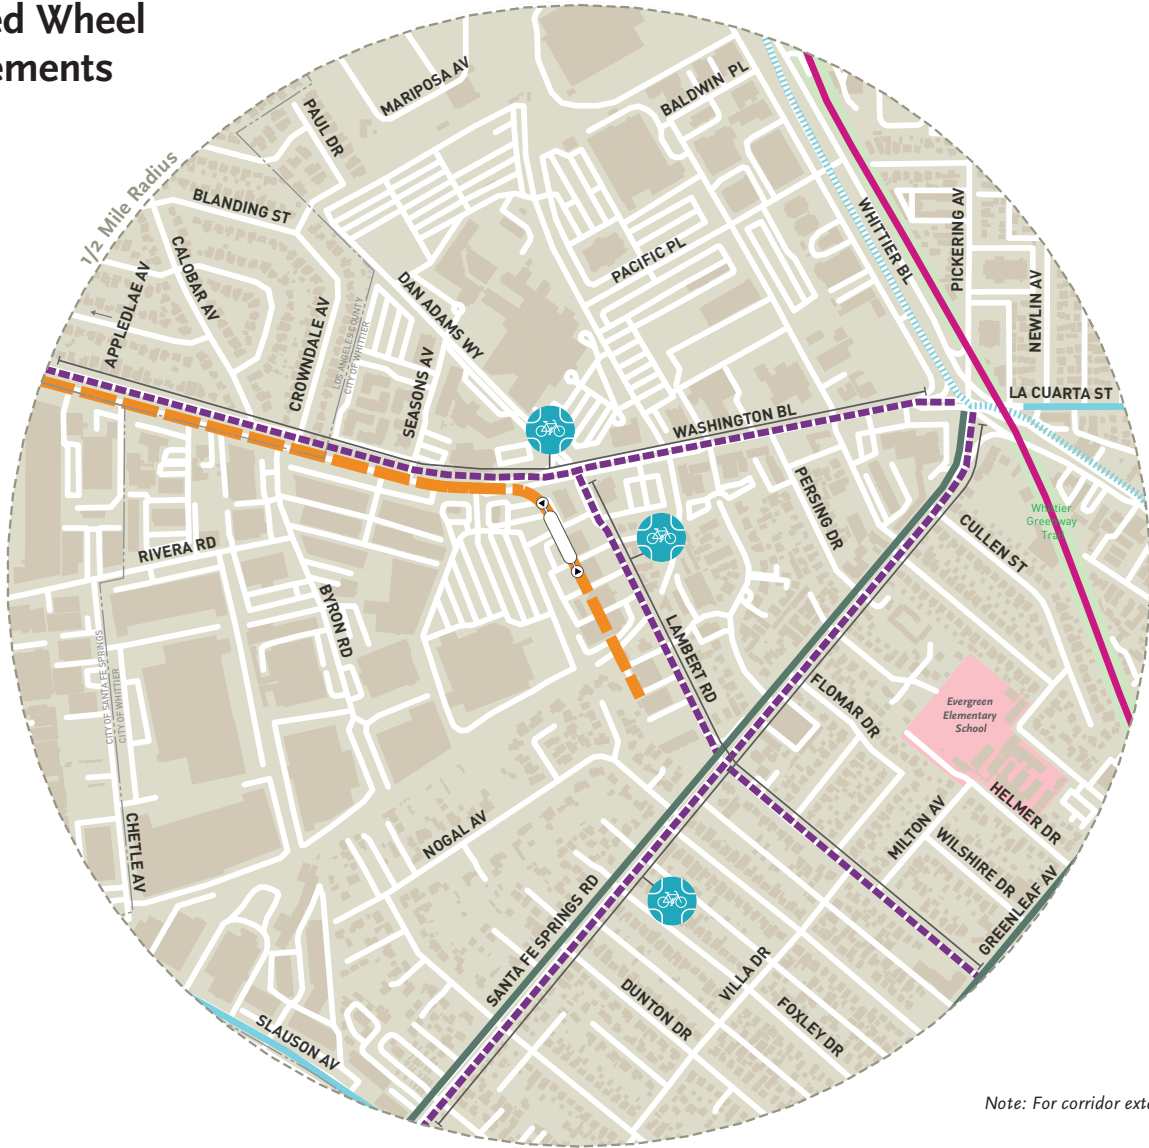 ed Wheel
ements
1/2 Mile Radius
MARIPOSA AV
BALDWIN PL
PAUL DR
BLANDING ST
CALOBAR AV
APPLEDLAE AV
CROWNDALE AV
LOS ANGELES COUNTY
CITY OF WHITTIER
SEASONS AV
DAN ADAMS WY
PACIFIC PL
WHITTIER BL
PICKERING AV
NEWLIN AV
LA CUARTA ST
WASHINGTON BL
PERSING DR
CULLEN ST
Whittier
Greenway
Trail
RIVERA RD
BYRON RD
CITY OF SANTA FE SPRINGS
CITY OF WHITTIER
LAMBERT RD
FLOMAR DR
Evergreen
Elementary
School
HELMER DR
MILTON AV
WILSHIRE DR
GREENLEAF AV
CHETLE AV
NOGAL AV
SANTA FE SPRINGS RD
VILLA DR
DUNTON DR
FOXLEY DR
SLAUSON AV
Note: For corridor exte